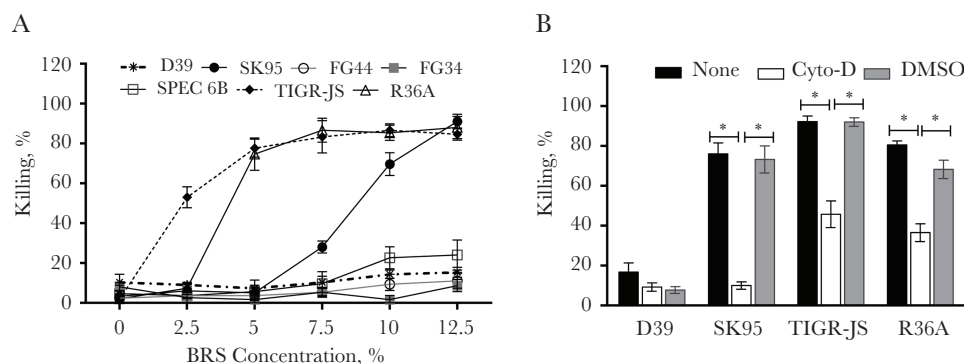 A
D39 SK95 FG44 FG34
SPEC 6B TIGR-JS R36A
100
80
60
40
20
0
Killing, %
0 2.5 5 7.5 10 12.5
BRS Concentration, %
B
None Cyto-D DMSO
100
80
60
40
20
0
Killing, %
* * * * * *
D39 SK95 TIGR-JS R36A